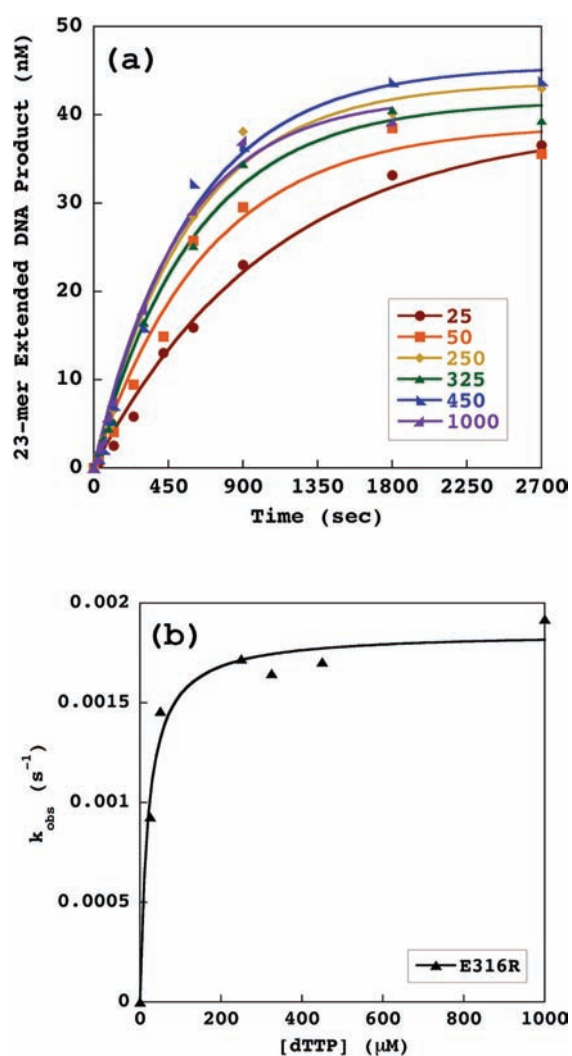 (a)
50
40
30
20
10
0
23-mer Extended DNA Product (nM)
25
50
250
325
450
1000
0 450 900 1350 1800 2250 2700
Time (sec)
(b)
0.002
0.0015
0.001
0.0005
0
k_obs (s⁻¹)
E316R
0 200 400 600 800 1000
[dTTP] (μM)